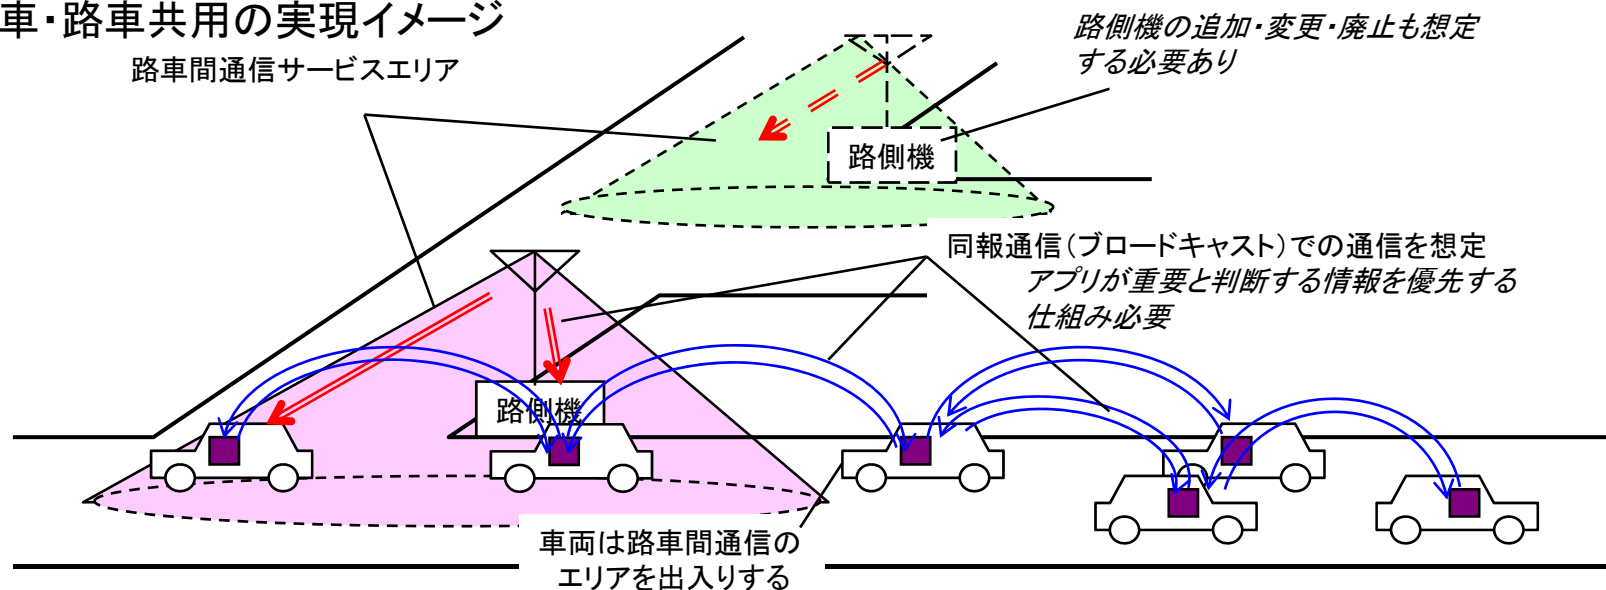 車・路車共用の実現イメージ
路車間通信サービスエリア
路側機の追加・変更・廃止も想定
する必要あり
路側機
同報通信（ブロードキャスト）での通信を想定
アプリが重要と判断する情報を優先する
仕組み必要
路側機
車両は路車間通信の
エリアを出入りする